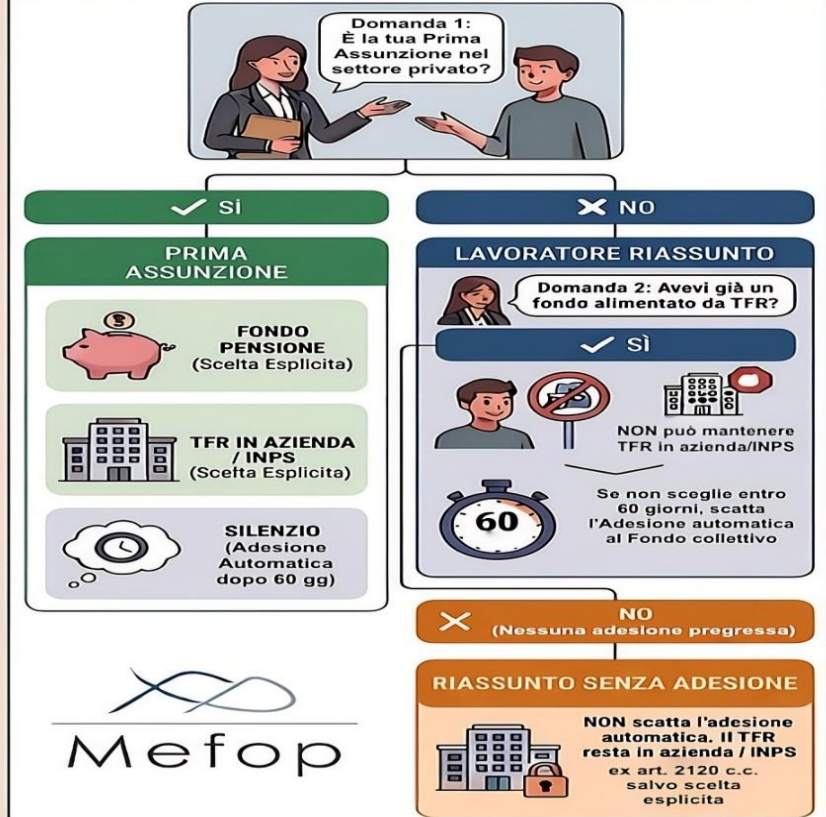 Domanda 1:
È la tua Prima
Assunzione nel
settore privato?
✓ SÌ
PRIMA
ASSUNZIONE
FONDO
PENSIONE
(Scelta Esplicita)
TFR IN AZIENDA
/ INPS
(Scefta Esplicita)
SILENZIO
(Adesione
Automatica
dopo 60 gg)
✗ NO
LAVORATORE RIASSUNTO
Domanda 2: Avevi già un
fondo alimentato da TFR?
✓ SÌ
NON può mantenere
TFR in azienda/INPS
60
Se non sceglie entro
60 giorni, scatta
l'Adesione automatica
al Fondo collettivo
✗ NO
(Nessuna adesione pregressa)
RIASSUNTO SENZA ADESIONE
NON scatta l'adesione
automatica. Il TFR
resta in azienda / INPS
ex art. 2120 c.c.
salvo scelta
esplicita
Mefop